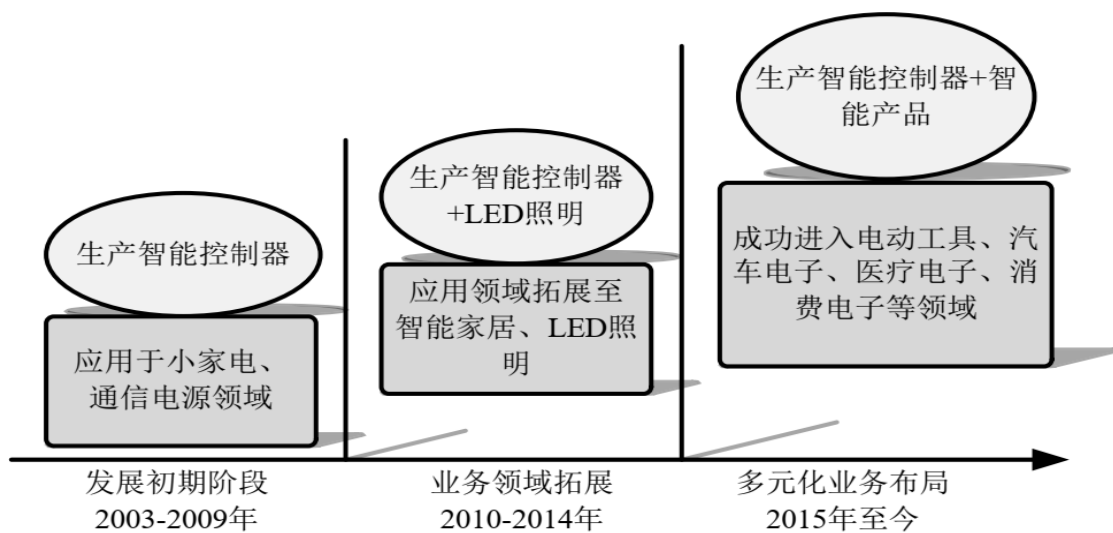 生产智能控制器
应用于小家电、
通信电源领域
发展初期阶段
2003-2009年
生产智能控制器
+LED照明
应用领域拓展至
智能家居、LED照
明
业务领域拓展
2010-2014年
生产智能控制器+智
能产品
成功进入电动工具、汽
车电子、医疗电子、消
费电子等领域
多元化业务布局
2015年至今